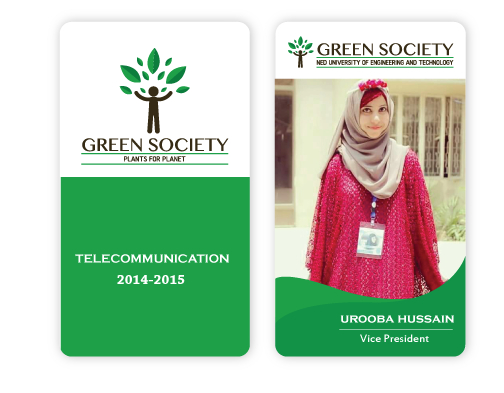 GREEN SOCIETY
PLANTS FOR PLANET
TELECOMMUNICATION
2014-2015
GREEN SOCIETY
NED UNIVERSITY OF ENGINEERING AND TECHNOLOGY
UROOBA HUSSAIN
Vice President